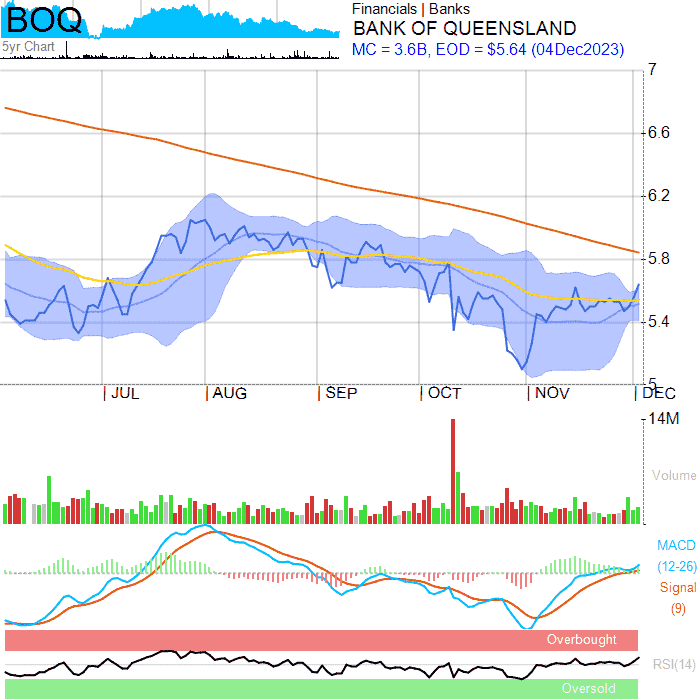 BOQ
5yr Chart
Financials | Banks
BANK OF QUEENSLAND
MC = 3.6B, EOD = $5.64 (04Dec2023)
7
6.6
6.2
5.8
5.4
5
JUL AUG SEP OCT NOV DEC
14M
Volume
MACD
(12-26)
Signal
(9)
Overbought
RSI(14)
Oversold